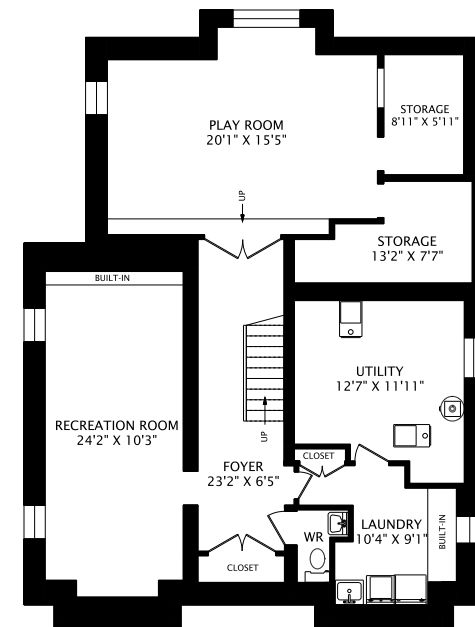 STORAGE
8'11" X 5'11"
PLAY ROOM
20'1" X 15'5"
UP
STORAGE
13'2" X 7'7"
BUILT-IN
UTILITY
12'7" X 11'11"
RECREATION ROOM
24'2" X 10'3"
UP
CLOSET
FOYER
23'2" X 6'5"
LAUNDRY
10'4" X 9'1"
BUILT-IN
WR
CLOSET